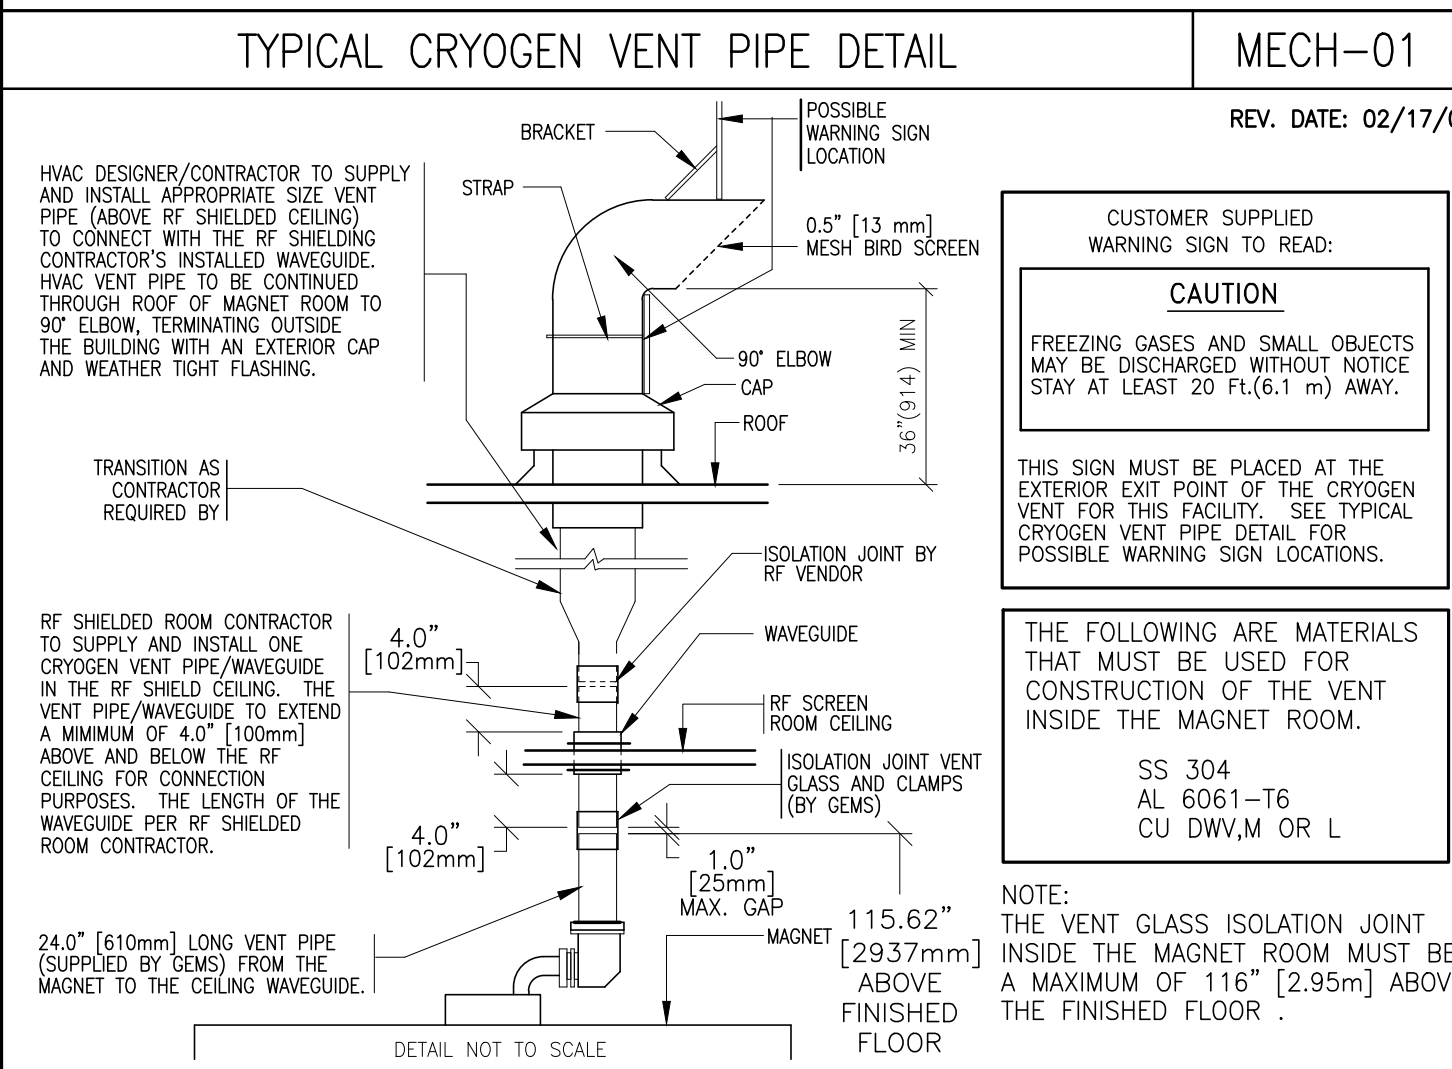 TYPICAL CRYOGEN VENT PIPE DETAIL
MECH-01
REV. DATE: 02/17/
POSSIBLE
WARNING SIGN
LOCATION
BRACKET
STRAP
HVAC DESIGNER/CONTRACTOR TO SUPPLY
AND INSTALL APPROPRIATE SIZE VENT
PIPE (ABOVE RF SHIELDED CEILING)
TO CONNECT WITH THE RF SHIELDING
CONTRACTOR'S INSTALLED WAVEGUIDE.
HVAC VENT PIPE TO BE CONTINUED
THROUGH ROOF OF MAGNET ROOM TO
90° ELBOW, TERMINATING OUTSIDE
THE BUILDING WITH AN EXTERIOR CAP
AND WEATHER TIGHT FLASHING.
0.5" [13 mm]
MESH BIRD SCREEN
90° ELBOW
CAP
ROOF
36"(914) MIN
TRANSITION AS
CONTRACTOR
REQUIRED BY
ISOLATION JOINT BY
RF VENDOR
WAVEGUIDE
RF SHIELDED ROOM CONTRACTOR
TO SUPPLY AND INSTALL ONE
CRYOGEN VENT PIPE/WAVEGUIDE
IN THE RF SHIELD CEILING. THE
VENT PIPE/WAVEGUIDE TO EXTEND
A MIMIMUM OF 4.0" [100mm]
ABOVE AND BELOW THE RF
CEILING FOR CONNECTION
PURPOSES. THE LENGTH OF THE
WAVEGUIDE PER RF SHIELDED
ROOM CONTRACTOR.
4.0"
[102mm]
RF SCREEN
ROOM CEILING
ISOLATION JOINT VENT
GLASS AND CLAMPS
(BY GEMS)
4.0"
[102mm]
1.0"
[25mm]
MAX. GAP
MAGNET
115.62"
[2937mm]
ABOVE
FINISHED
FLOOR
24.0" [610mm] LONG VENT PIPE
(SUPPLIED BY GEMS) FROM THE
MAGNET TO THE CEILING WAVEGUIDE.
DETAIL NOT TO SCALE
CUSTOMER SUPPLIED
WARNING SIGN TO READ:
CAUTION
FREEZING GASES AND SMALL OBJECTS
MAY BE DISCHARGED WITHOUT NOTICE
STAY AT LEAST 20 Ft.(6.1 m) AWAY.
THIS SIGN MUST BE PLACED AT THE
EXTERIOR EXIT POINT OF THE CRYOGEN
VENT FOR THIS FACILITY. SEE TYPICAL
CRYOGEN VENT PIPE DETAIL FOR
POSSIBLE WARNING SIGN LOCATIONS.
THE FOLLOWING ARE MATERIALS
THAT MUST BE USED FOR
CONSTRUCTION OF THE VENT
INSIDE THE MAGNET ROOM.
SS 304
AL 6061-T6
CU DWV,M OR L
NOTE:
THE VENT GLASS ISOLATION JOINT
INSIDE THE MAGNET ROOM MUST BE
A MAXIMUM OF 116" [2.95m] ABOV
THE FINISHED FLOOR .